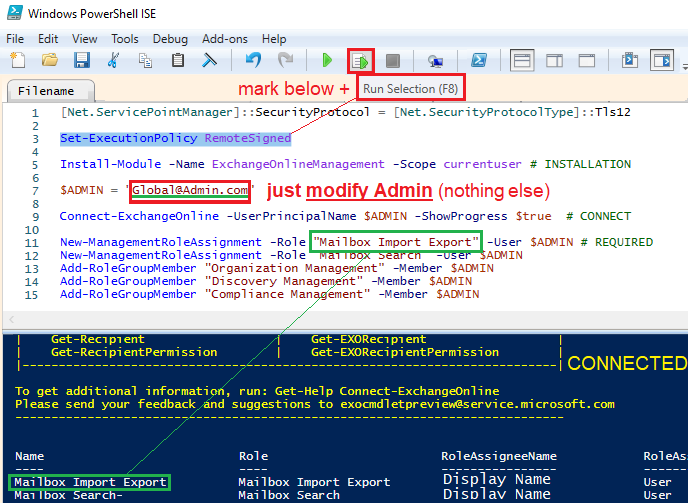 Windows PowerShell ISE
File Edit View Tools Debug Add-ons Help
mark below + Run Selection (F8)
Filename
1 [Net.ServicePointManager]::SecurityProtocol = [Net.SecurityProtocolType]::Tls12
2
3 Set-ExecutionPolicy RemoteSigned
4
5 Install-Module -Name ExchangeOnlineManagement -Scope currentuser # INSTALLATION
6
7 $ADMIN = "Global@Admin.com" just modify Admin (nothing else)
8
9 Connect-ExchangeOnline -UserPrincipalName $ADMIN -ShowProgress $true # CONNECT
10
11 New-ManagementRoleAssignment -Role "Mailbox Import Export" -User $ADMIN # REQUIRED
12 New-ManagementRoleAssignment -Role "Mailbox Search" -User $ADMIN
13 Add-RoleGroupMember "Organization Management" -Member $ADMIN
14 Add-RoleGroupMember "Discovery Management" -Member $ADMIN
15 Add-RoleGroupMember "Compliance Management" -Member $ADMIN
| Get-Recipient | Get-EXORecipient |
| Get-RecipientPermission | Get-EXORecipientPermission |
|--------------------------------------------------------------------| CONNECTED
To get additional information, run: Get-Help Connect-ExchangeOnline
Please send your feedback and suggestions to exocmdletpreview@service.microsoft.com
----------------------------------------------------------------------
Name Role RoleAssigneeName RoleAss
---- ---- ---------------- -------
Mailbox Import Export Mailbox Import Export Display Name User
Mailbox Search- Mailbox Search Display Name User